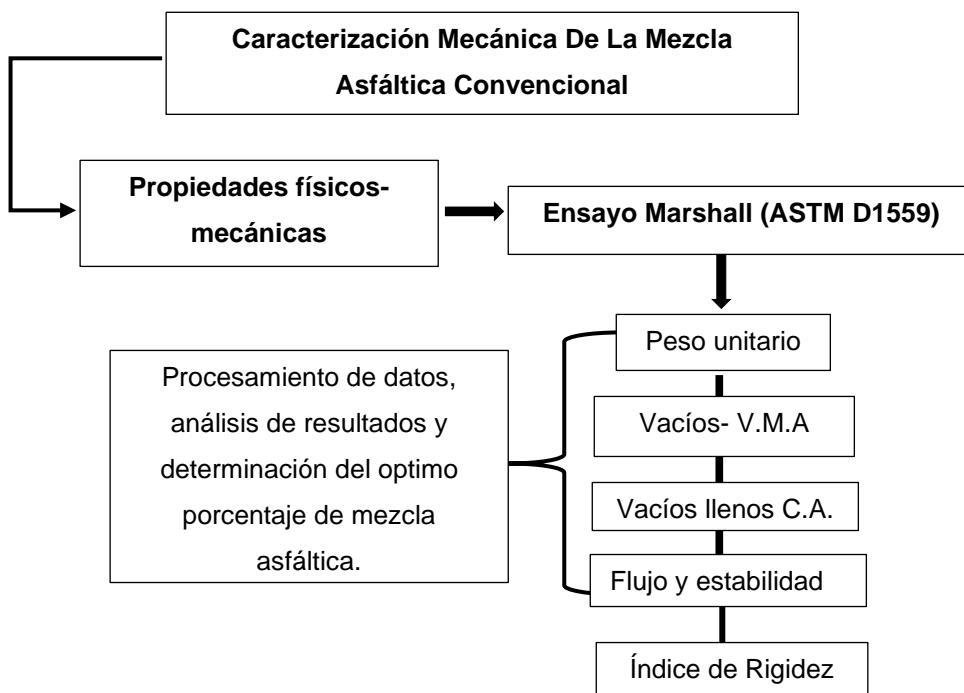 Caracterización Mecánica De La Mezcla
Asfáltica Convencional
Propiedades físicos-
mecánicas
Ensayo Marshall (ASTM D1559)
Peso unitario
Procesamiento de datos,
análisis de resultados y
determinación del optimo
porcentaje de mezcla
asfáltica.
Vacíos- V.M.A
Vacíos llenos C.A.
Flujo y estabilidad
Índice de Rigidez